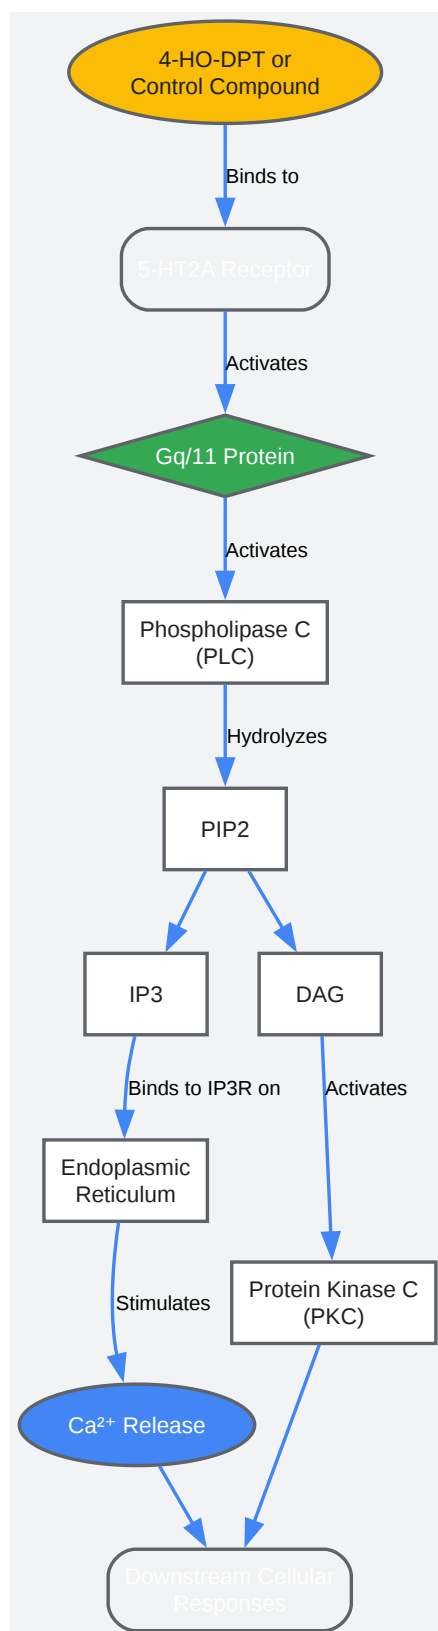 4-HO-DPT or
Control Compound
Binds to
5-HT2A Receptor
Activates
Gq/11 Protein
Activates
Phospholipase C
(PLC)
Hydrolyzes
PIP2
IP3
DAG
Binds to IP3R on
Activates
Endoplasmic
Reticulum
Protein Kinase C
(PKC)
Stimulates
Ca²⁺ Release
Downstream Cellular
Responses